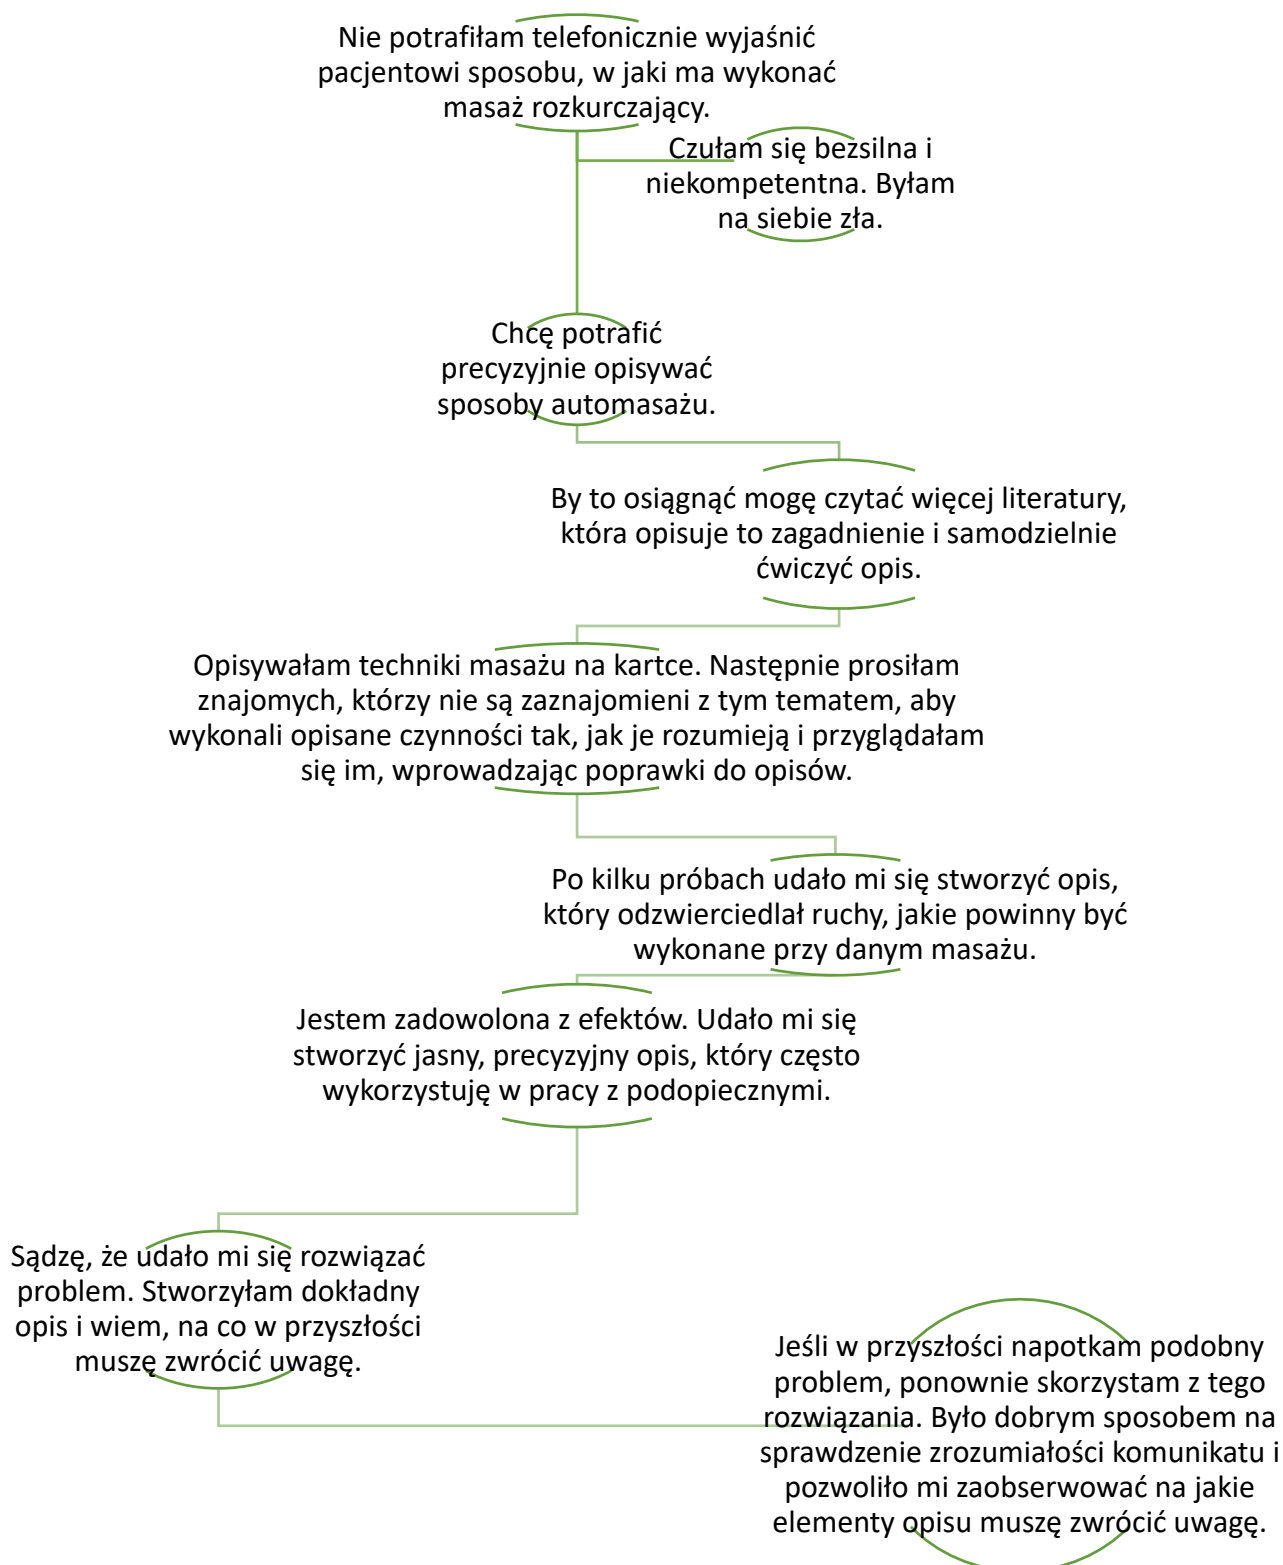 Nie potrafiłam telefonicznie wyjaśnić
pacjentowi sposobu, w jaki ma wykonać
masaż rozkurczający.
Czułam się bezsilna i
niekompetentna. Byłam
na siebie zła.
Chcę potrafić
precyzyjnie opisywać
sposoby automasażu.
By to osiągnąć mogę czytać więcej literatury,
która opisuje to zagadnienie i samodzielnie
ćwiczyć opis.
Opisywałam techniki masażu na kartce. Następnie prosiłam
znajomych, którzy nie są zaznajomieni z tym tematem, aby
wykonali opisane czynności tak, jak je rozumieją i przyglądałam
się im, wprowadzając poprawki do opisów.
Po kilku próbach udało mi się stworzyć opis,
który odzwierciedlał ruchy, jakie powinny być
wykonane przy danym masażu.
Jestem zadowolona z efektów. Udało mi się
stworzyć jasny, precyzyjny opis, który często
wykorzystuję w pracy z podopiecznymi.
Sądzę, że udało mi się rozwiązać
problem. Stworzyłam dokładny
opis i wiem, na co w przyszłości
muszę zwrócić uwagę.
Jeśli w przyszłości napotkam podobny
problem, ponownie skorzystam z tego
rozwiązania. Było dobrym sposobem na
sprawdzenie zrozumiałości komunikatu i
pozwoliło mi zaobserwować na jakie
elementy opisu muszę zwrócić uwagę.